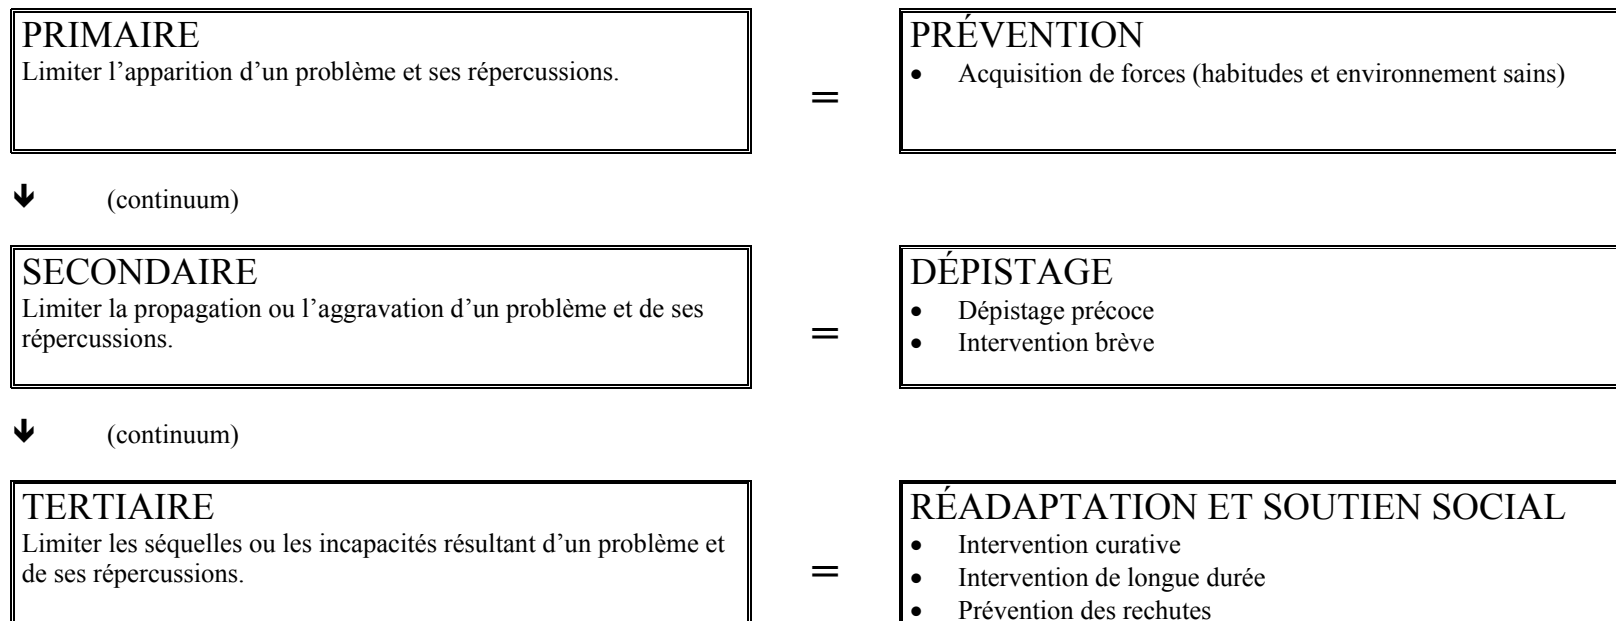 PRIMAIRE
Limiter l’apparition d’un problème et ses répercussions.
=
PRÉVENTION
• Acquisition de forces (habitudes et environnement sains)
🡻 (continuum)
SECONDAIRE
Limiter la propagation ou l’aggravation d’un problème et de ses
répercussions.
=
DÉPISTAGE
• Dépistage précoce
• Intervention brève
🡻 (continuum)
TERTIAIRE
Limiter les séquelles ou les incapacités résultant d’un problème et
de ses répercussions.
=
RÉADAPTATION ET SOUTIEN SOCIAL
• Intervention curative
• Intervention de longue durée
• Prévention des rechutes